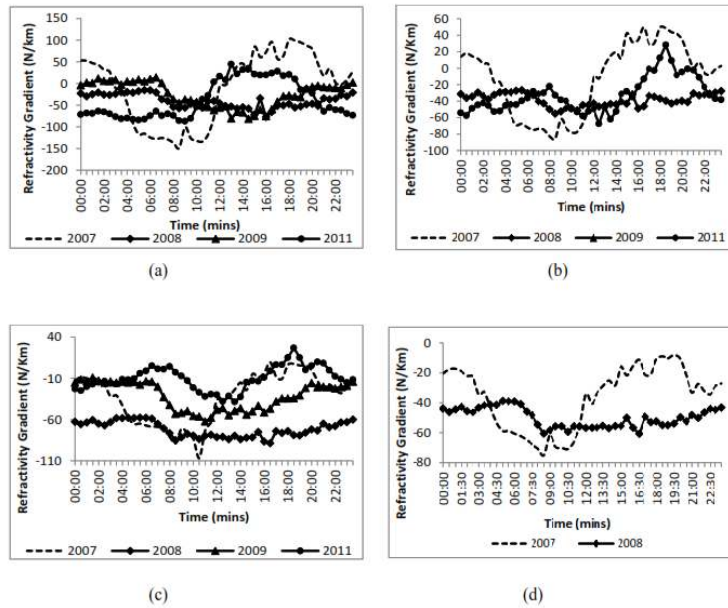 Refractivity Gradient (N/Km)
150
100
50
0
-50
-100
-150
-200
00:00 02:00 04:00 06:00 08:00 10:00 12:00 14:00 16:00 18:00 20:00 22:00
Time (mins)
2007 2008 2009 2011
(a)
Refractivity Gradient (N/Km)
60
40
20
0
-20
-40
-60
-80
-100
00:00 02:00 04:00 06:00 08:00 10:00 12:00 14:00 16:00 18:00 20:00 22:00
Time (mins)
2007 2008 2009 2011
(b)
Refractivity Gradient (N/Km)
40
-10
-60
-110
00:00 02:00 04:00 06:00 08:00 10:00 12:00 14:00 16:00 18:00 20:00 22:00
Time (mins)
2007 2008 2009 2011
(c)
Refractivity Gradient (N/Km)
0
-20
-40
-60
-80
00:00 01:30 03:00 04:30 06:00 07:30 09:00 10:30 12:00 13:30 15:00 16:30 18:00 19:30 21:00 22:30
Time (mins)
2007 2008
(d)